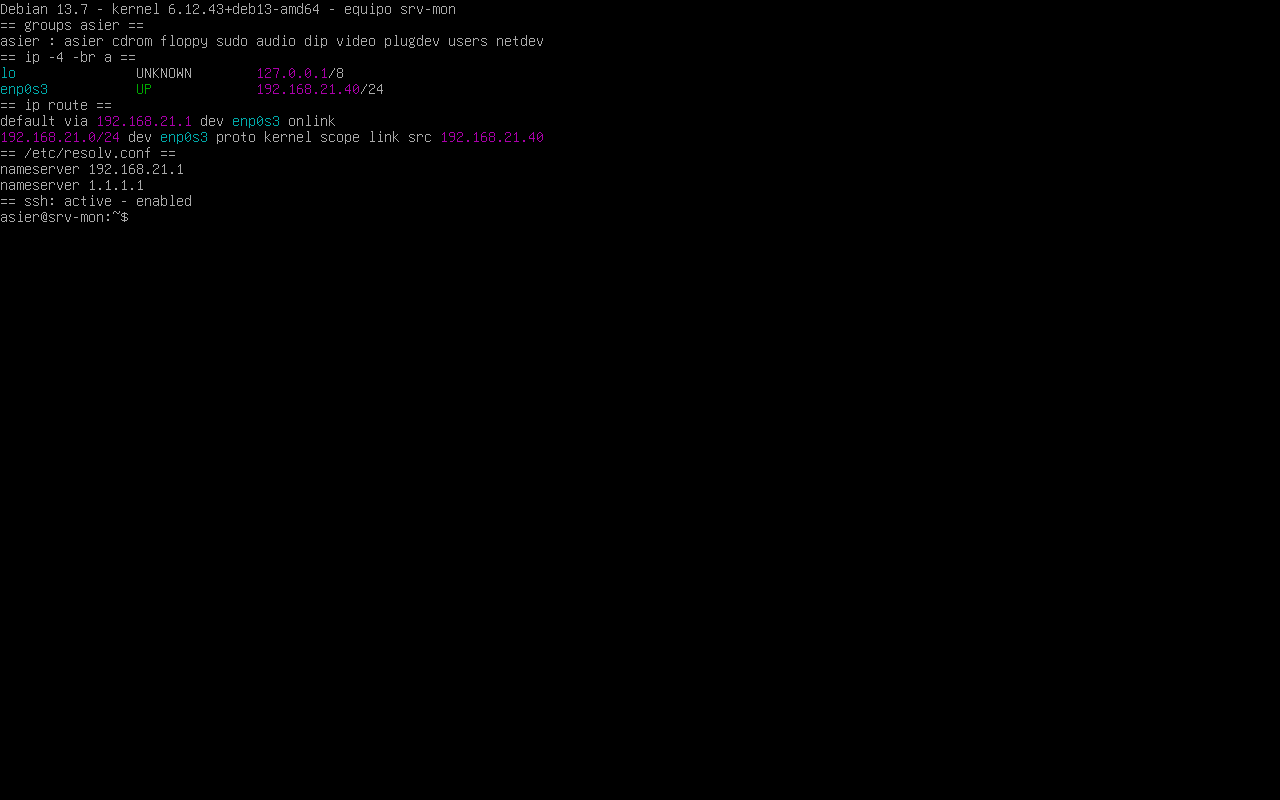 Debian 13.7 - kernel 6.12.43+deb13-amd64 - equipo srv-mon
== groups asier ==
asier : asier cdrom floppy sudo audio dip video plugdev users netdev
== ip -4 -br a ==
lo               UNKNOWN        127.0.0.1/8
enp0s3           UP             192.168.21.40/24
== ip route ==
default via 192.168.21.1 dev enp0s3 onlink
192.168.21.0/24 dev enp0s3 proto kernel scope link src 192.168.21.40
== /etc/resolv.conf ==
nameserver 192.168.21.1
nameserver 1.1.1.1
== ssh: active - enabled
asier@srv-mon:~$